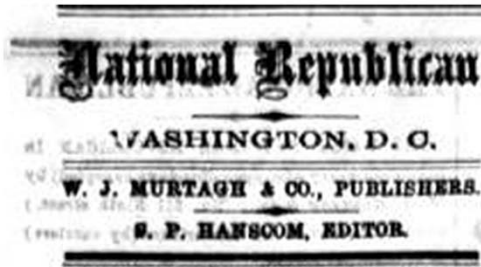 National Republican
WASHINGTON, D. C.
W. J. MURTAGH & CO., PUBLISHERS.
S. P. HANSCOM, EDITOR.